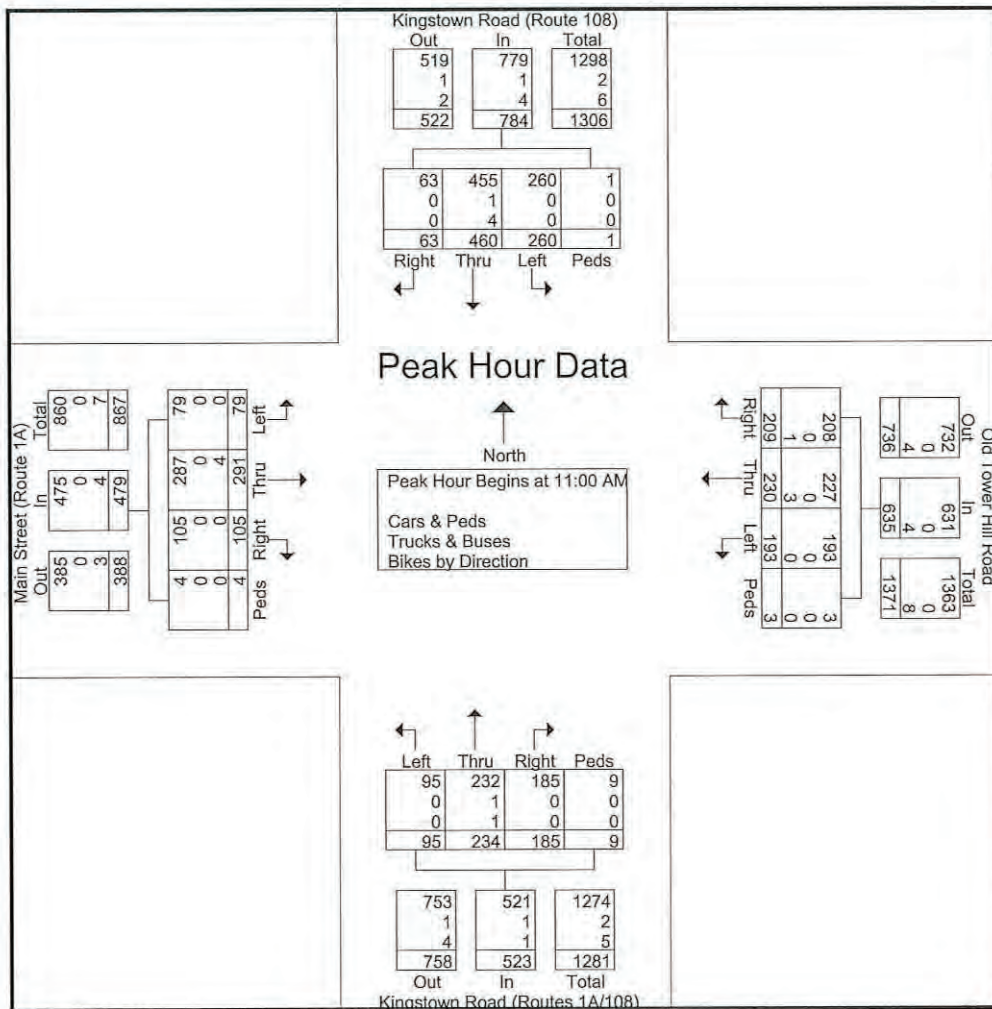 Kingstown Road (Route 108)
Out In Total
519 779 1298
1 1 2
2 4 6
522 784 1306
63 455 260 1
0 1 0 0
0 4 0 0
63 460 260 1
Right Thru Left Peds
Peak Hour Data
North
Peak Hour Begins at 11:00 AM
Cars & Peds
Trucks & Buses
Bikes by Direction
Main Street (Route 1A)
Out In Total
385 475 860
0 0 0
3 4 7
388 479 867
4 105 287 79
0 0 0 0
0 0 4 0
4 105 291 79
Peds Right Thru Left
Old Tower Hill Road
Out In Total
732 631 1363
0 0 0
4 4 8
736 635 1371
208 227 193 3
0 0 0 0
1 3 0 0
209 230 193 3
Right Thru Left Peds
Left Thru Right Peds
95 232 185 9
0 1 0 0
0 1 0 0
95 234 185 9
753 521 1274
1 1 2
4 1 5
758 523 1281
Out In Total
Kingstown Road (Routes 1A/108)